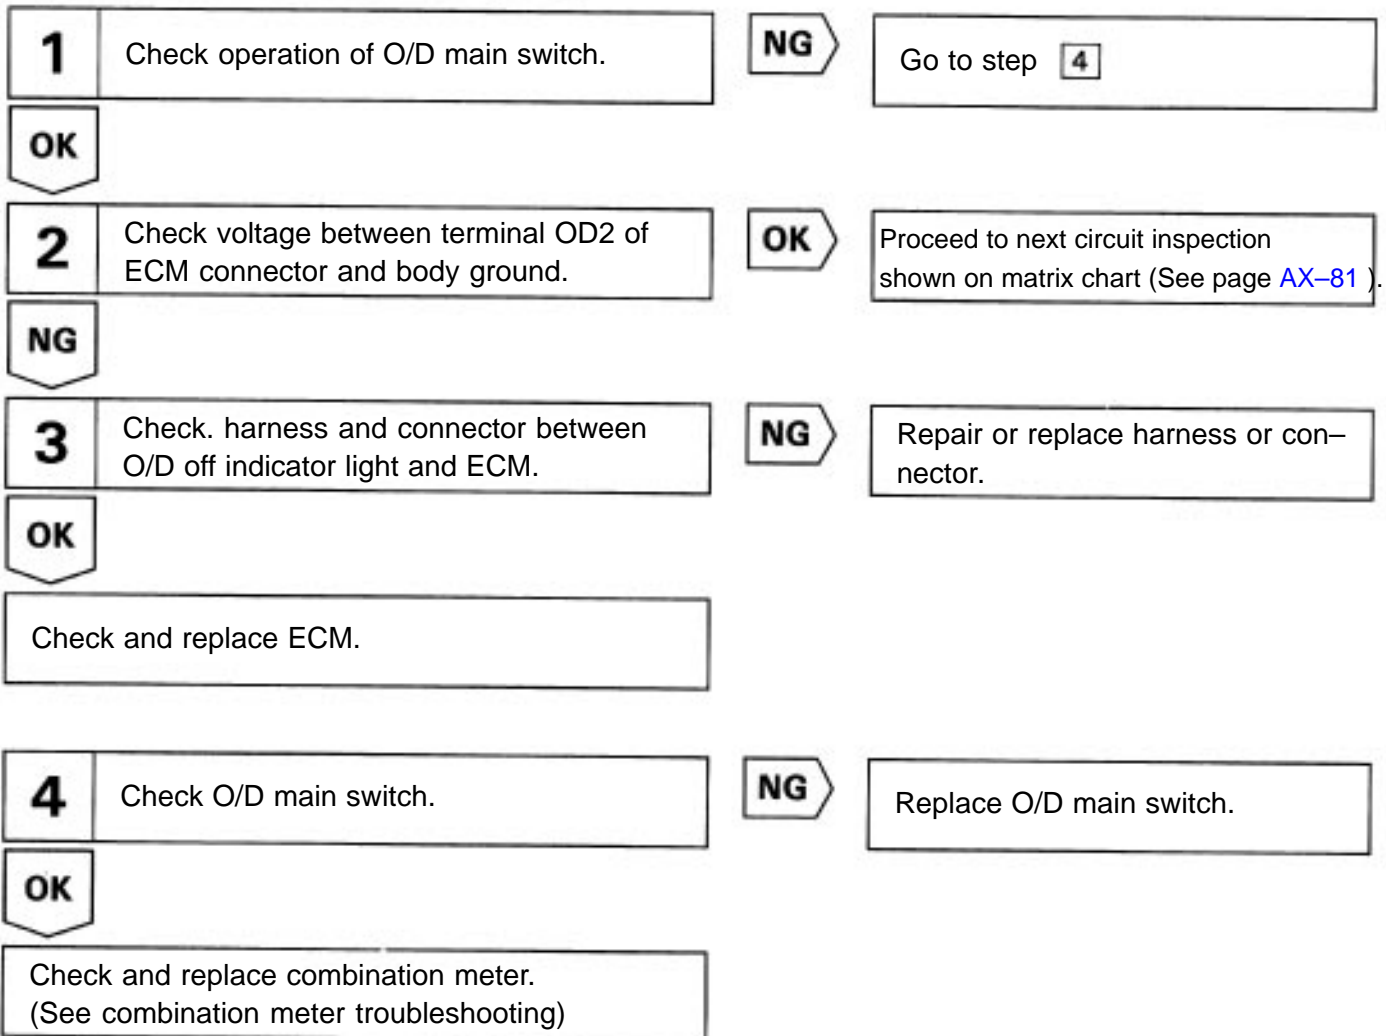 1 Check operation of O/D main switch. NG Go to step 4
OK
2 Check voltage between terminal OD2 of
ECM connector and body ground.
OK
Proceed to next circuit inspection
shown on matrix chart (See page AX–81 ).
NG
3 Check. harness and connector between
O/D off indicator light and ECM.
NG
Repair or replace harness or con–
nector.
OK
Check and replace ECM.
4 Check O/D main switch. NG Replace O/D main switch.
OK
Check and replace combination meter.
(See combination meter troubleshooting)